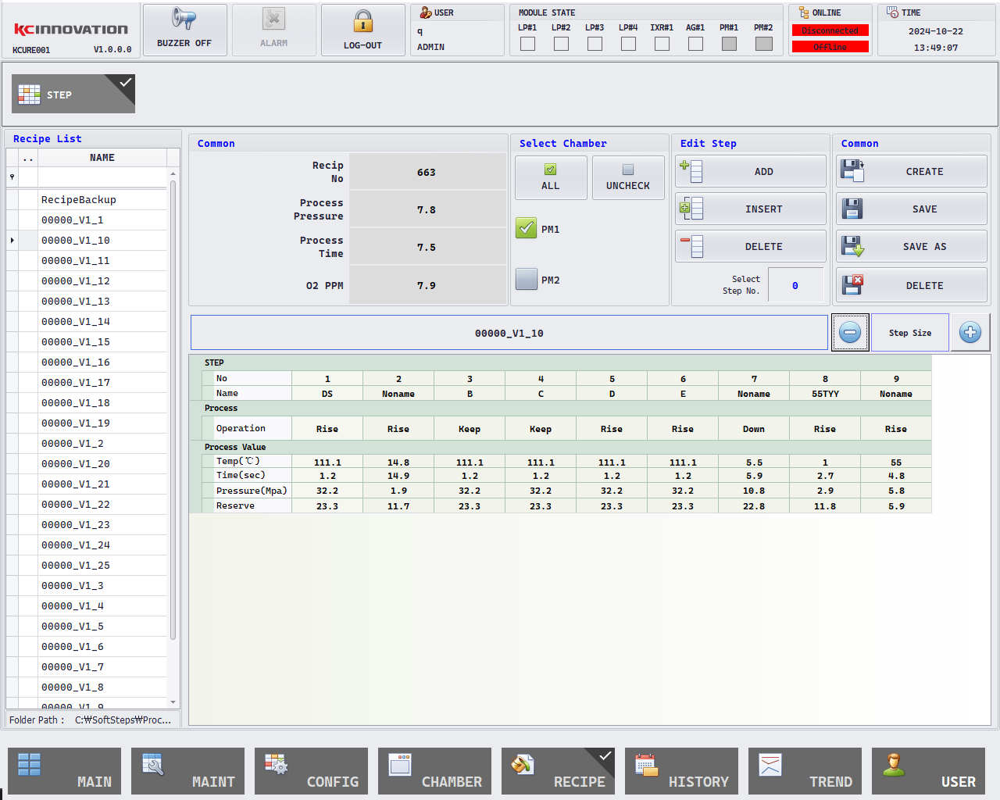 KCINNOVATION
KCURE001 V1.0.0.0
BUZZER OFF
ALARM
LOG-OUT
USER
q
ADMIN
MODULE STATE
LP#1 LP#2 LP#3 LP#4 IXR#1 AG#1 PM#1 PM#2
ONLINE
Disconnected
Offline
TIME
2024-10-22
13:49:07
STEP
Recipe List
.. NAME
RecipeBackup
00000_V1_1
00000_V1_10
00000_V1_11
00000_V1_12
00000_V1_13
00000_V1_14
00000_V1_15
00000_V1_16
00000_V1_17
00000_V1_18
00000_V1_19
00000_V1_2
00000_V1_20
00000_V1_21
00000_V1_22
00000_V1_23
00000_V1_24
00000_V1_25
00000_V1_3
00000_V1_4
00000_V1_5
00000_V1_6
00000_V1_7
00000_V1_8
00000_V1_9
Folder Path : C:₩SoftSteps₩Proc...
Common
Recip No 663
Process Pressure 7.8
Process Time 7.5
O2 PPM 7.9
Select Chamber
ALL UNCHECK
PM1
PM2
Edit Step
ADD
INSERT
DELETE
Select Step No. 0
Common
CREATE
SAVE
SAVE AS
DELETE
00000_V1_10 Step Size
STEP
No 1 2 3 4 5 6 7 8 9
Name DS Noname B C D E Noname 55TYY Noname
Process
Operation Rise Rise Keep Keep Rise Rise Down Rise Rise
Process Value
Temp(℃) 111.1 14.8 111.1 111.1 111.1 111.1 5.5 1 55
Time(sec) 1.2 14.9 1.2 1.2 1.2 1.2 5.9 2.7 4.8
Pressure(Mpa) 32.2 1.9 32.2 32.2 32.2 32.2 10.8 2.9 5.8
Reserve 23.3 11.7 23.3 23.3 23.3 23.3 22.8 11.8 5.9
MAIN MAINT CONFIG CHAMBER RECIPE HISTORY TREND USER